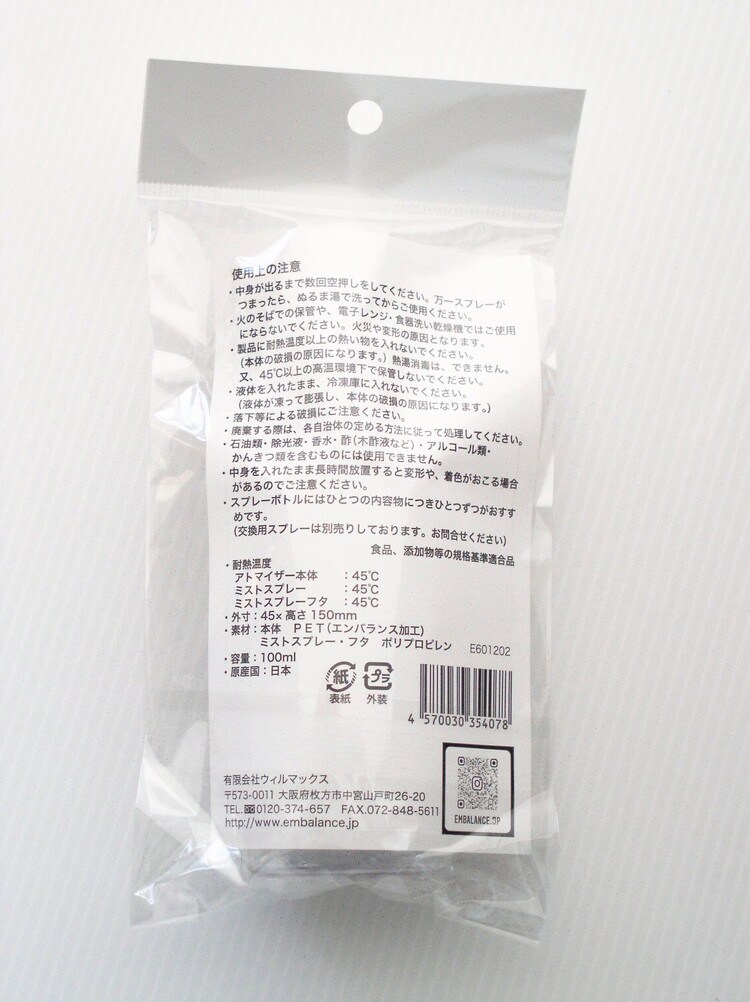 使用上の注意
・中身が出るまで数回空押しをしてください。万一スプレーが
つまったら、ぬるま湯で洗ってからご使用ください。
・火のそばでの保管や、電子レンジ・食器洗い乾燥機ではご使用
にならないでください。火災や変形の原因となります。
・製品に耐熱温度以上の熱い物を入れないでください。
(本体の破損の原因になります。)熱湯消毒は、できません。
又、45℃以上の高温環境下で保管しないでください。
・液体を入れたまま、冷凍庫に入れないでください。
(液体が凍って膨張し、本体の破損の原因になります。)
・落下等による破損にご注意ください。
・廃棄する際は、各自治体の定める方法に従って処理してください。
・石油類・除光液・香水・酢(木酢液など)・アルコール類・
かんきつ類を含むものには使用できません。
・中身を入れたまま長時間放置すると変形や、着色がおこる場合
があるのでご注意ください。
・スプレーボトルにはひとつの内容物につきひとつずつがおすす
めです。
(交換用スプレーは別売りしております。お問合せください)
食品、添加物等の規格基準適合品
・耐熱温度
アトマイザー本体 :45℃
ミストスプレー :45℃
ミストスプレーフタ :45℃
・外寸:45×高さ150mm
・素材:本体 PET(エンバランス加工)
ミストスプレー・フタ ポリプロピレン E601202
・容量:100ml
・原産国:日本
紙 プラ
表紙 外装
4 570030 354078
有限会社ウィルマックス
〒573-0011 大阪府枚方市中宮山戸町26-20
TEL.0120-374-657 FAX.072-848-5611
http://www.embalance.jp
EMBALANCE.JP